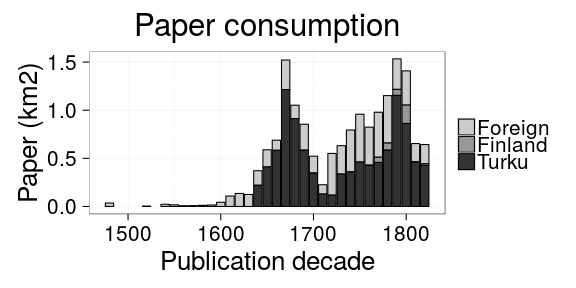 Paper consumption
Paper (km2)
1.5
1.0
0.5
0.0
1500 1600 1700 1800
Publication decade
Foreign
Finland
Turku